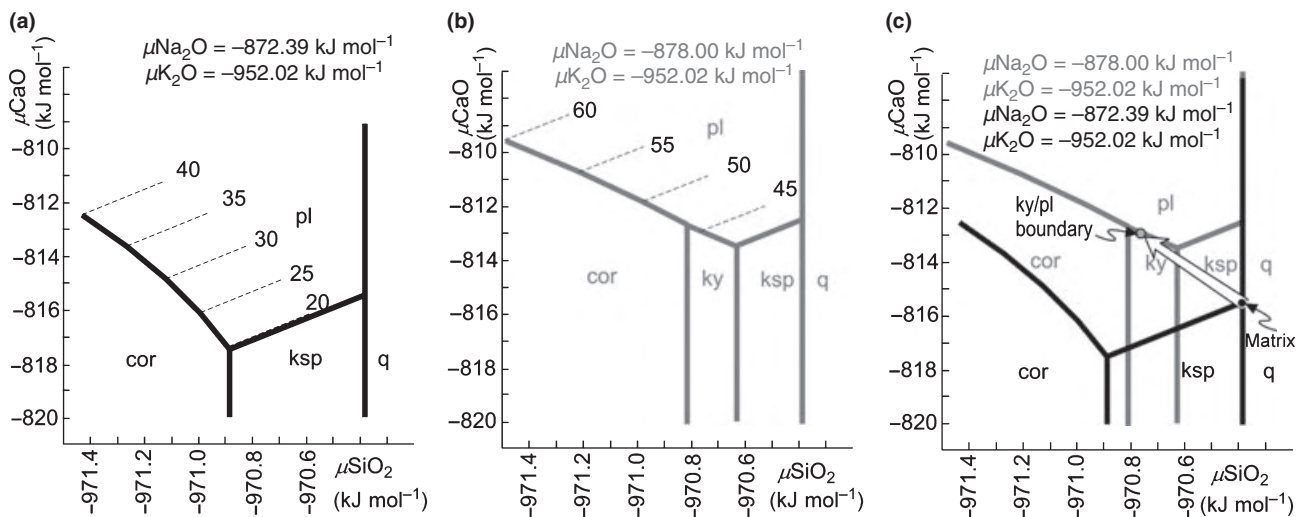 (a)
μNa₂O = –872.39 kJ mol⁻¹
μK₂O = –952.02 kJ mol⁻¹
μCaO
(kJ mol⁻¹)
–810
–812
–814
–816
–818
–820
40
35
30
25
20
pl
cor
ksp
q
–971.4
–971.2
–971.0
–970.8
–970.6
μSiO₂
(kJ mol⁻¹)
(b)
μNa₂O = –878.00 kJ mol⁻¹
μK₂O = –952.02 kJ mol⁻¹
μCaO
(kJ mol⁻¹)
–810
–812
–814
–816
–818
–820
60
55
50
45
pl
cor
ky
ksp
q
–971.4
–971.2
–971.0
–970.8
–970.6
μSiO₂
(kJ mol⁻¹)
(c)
μNa₂O = –878.00 kJ mol⁻¹
μK₂O = –952.02 kJ mol⁻¹
μNa₂O = –872.39 kJ mol⁻¹
μK₂O = –952.02 kJ mol⁻¹
μCaO
(kJ mol⁻¹)
–810
–812
–814
–816
–818
–820
pl
ky/pl
boundary
cor
ky
ksp
q
Matrix
cor
ksp
q
–971.4
–971.2
–971.0
–970.8
–970.6
μSiO₂
(kJ mol⁻¹)